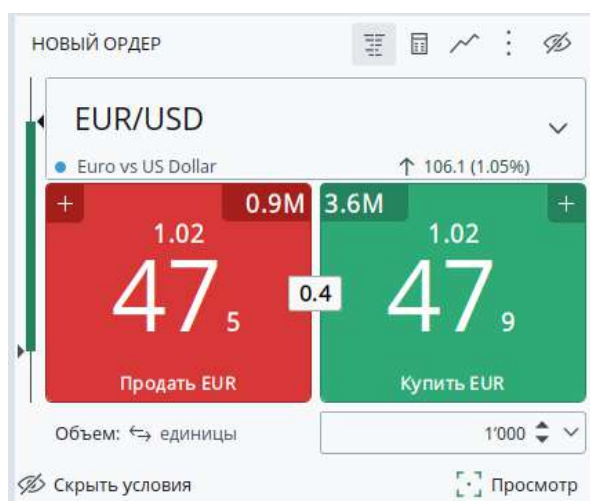 НОВЫЙ ОРДЕР
EUR/USD
Euro vs US Dollar ↑ 106.1 (1.05%)
+ 0.9M 3.6M +
1.02 1.02
47 5 0.4 47 9
Продать EUR Купить EUR
Объем: ⇆ единицы 1'000
Скрыть условия Просмотр